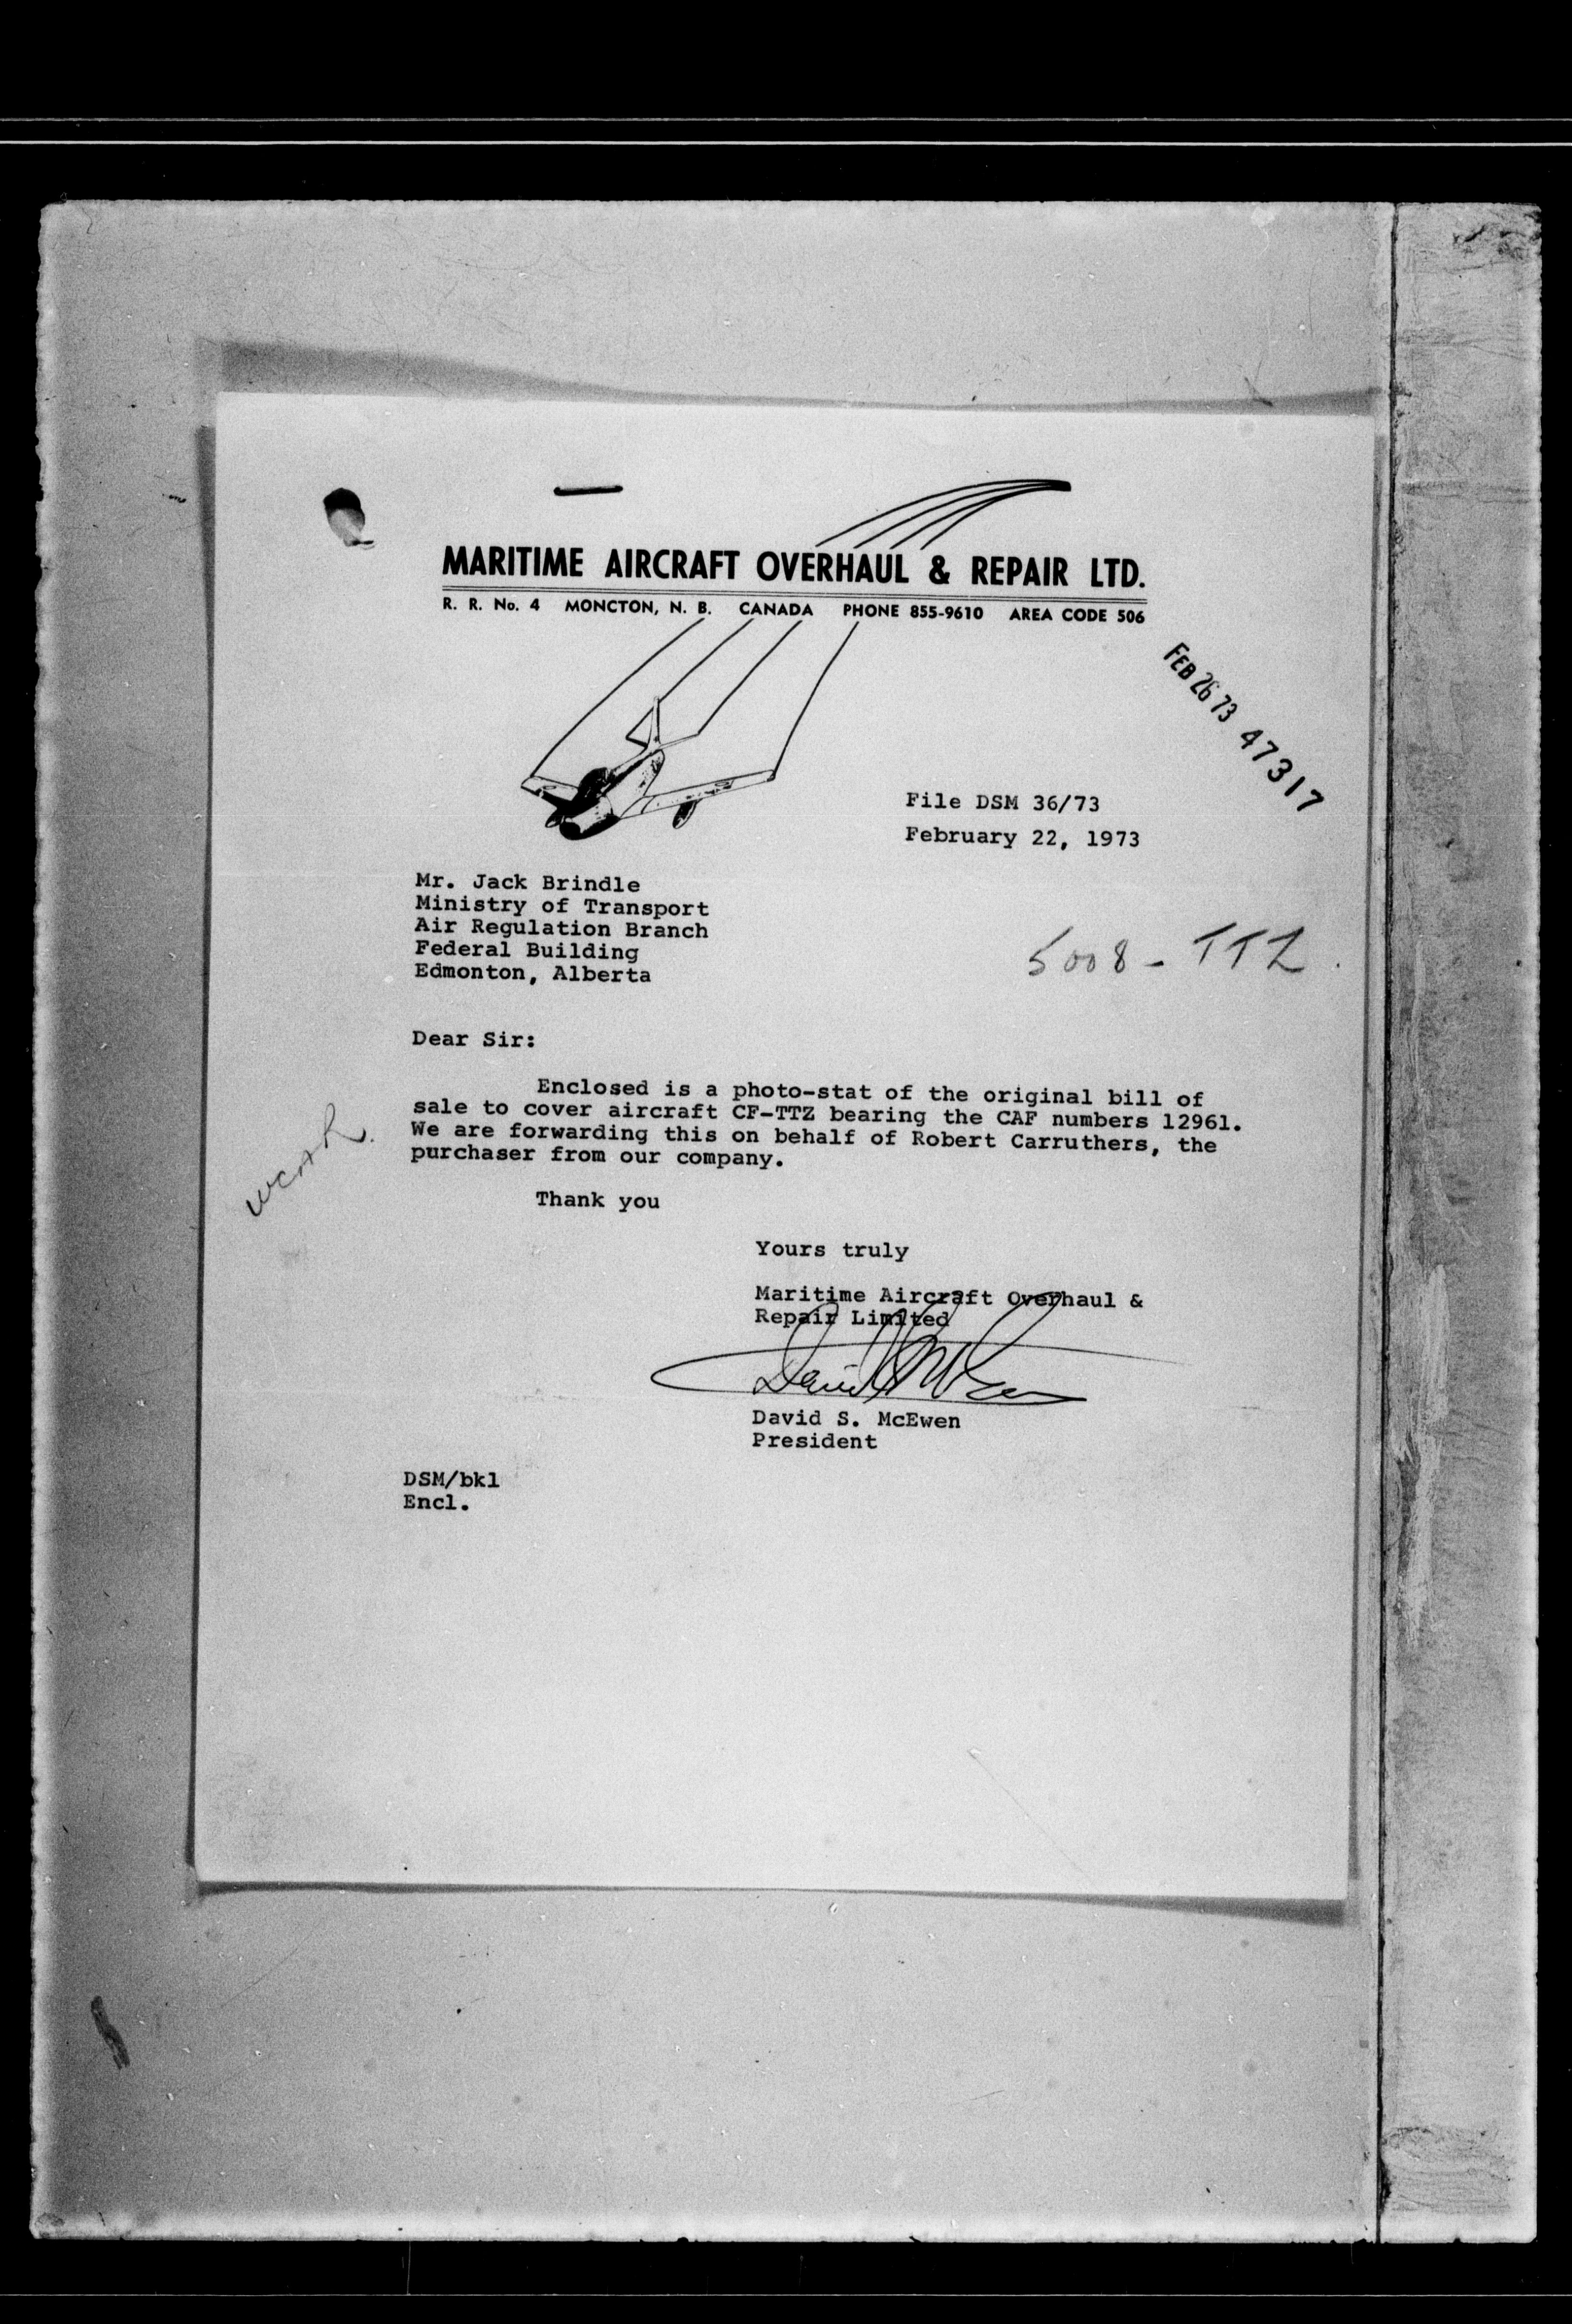 MARITIME AIRCRAFT OVERHAUL & REPAIR LTD.
R. R. No. 4 MONCTON, N. B. CANADA PHONE 855-9610 AREA CODE 506
FEB 26 73 47317
File DSM 36/73
February 22, 1973
Mr. Jack Brindle
Ministry of Transport
Air Regulation Branch
Federal Building
Edmonton, Alberta
5008-TTZ.
Dear Sir:
Enclosed is a photo-stat of the original bill of
sale to cover aircraft CF-TTZ bearing the CAF numbers 12961.
We are forwarding this on behalf of Robert Carruthers, the
purchaser from our company.
Thank you
Yours truly
Maritime Aircraft Overhaul &
Repair Limited
David S. McEwen
President
DSM/bkl
Encl.